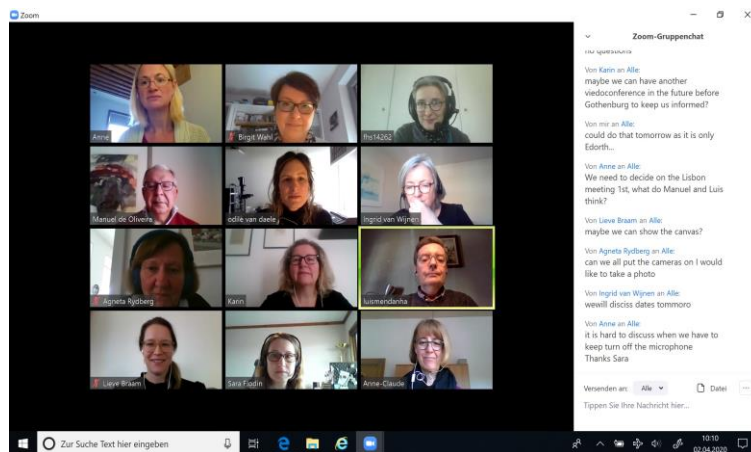 Zoom
Anne
Birgit Wahl
fhs14262
Manuel de Oliveira
odile van daele
Ingrid van Wijnen
Agneta Rydberg
Karin
luismendanha
Lieve Braam
Sara Flodin
Anne-Claude
Zoom-Gruppenchat
no questions
Von Karin an Alle:
maybe we can have another
viedoconference in the future before
Gothenburg to keep us informed?
Von mir an Alle:
could do that tomorrow as it is only
Edorth...
Von Anne an Alle:
We need to decide on the Lisbon
meeting 1st, what do Manuel and Luis
think?
Von Lieve Braam an Alle:
maybe we can show the canvas?
Von Agneta Rydberg an Alle:
can we all put the cameras on I would
like to take a photo
Von Ingrid van Wijnen an Alle:
wewill disciss dates tommoro
Von Anne an Alle:
it is hard to discuss when we have to
keep turn off the microphone
Thanks Sara
Versenden an: Alle
Datei
Tippen Sie Ihre Nachricht hier...
Zur Suche Text hier eingeben
10:10
02.04.2020